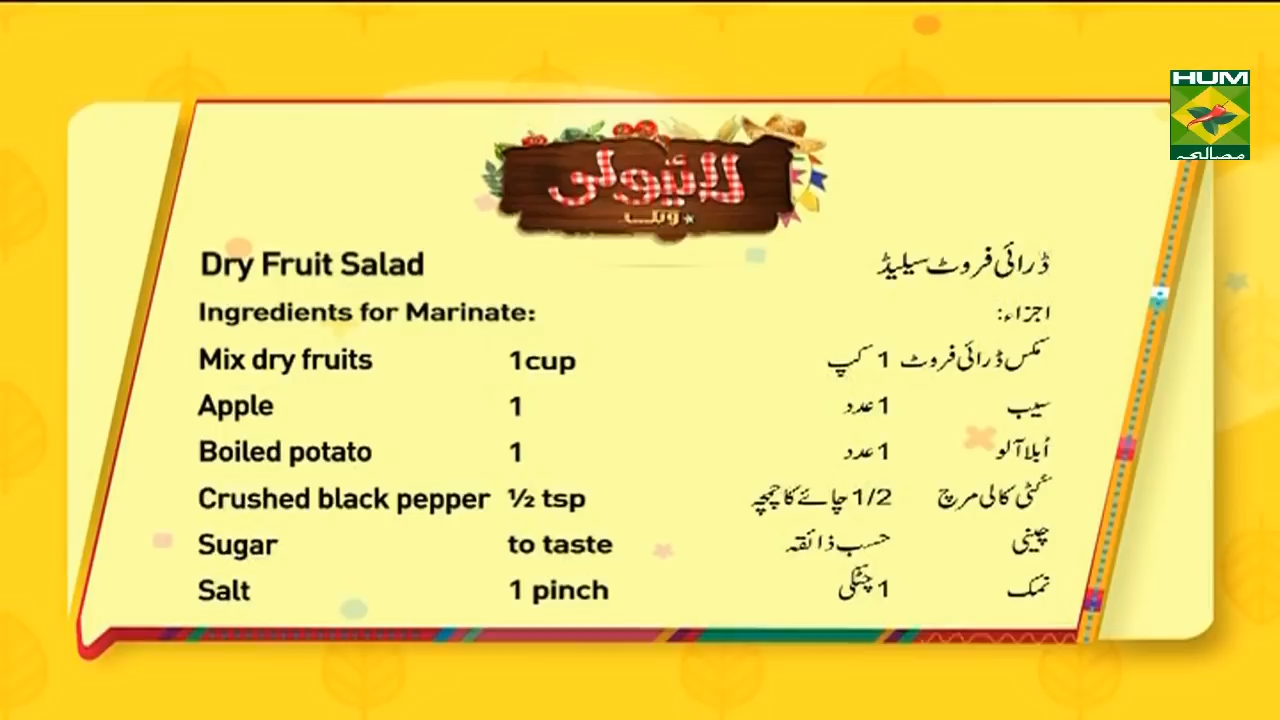 HUM
مصالحہ
لائیولی
ویک
Dry Fruit Salad ڈرائی فروٹ سیلیڈ
Ingredients for Marinate: اجزاء:
Mix dry fruits 1cup مکس ڈرائی فروٹ 1 کپ
Apple 1 سیب 1 عدد
Boiled potato 1 اُبلا آلو 1 عدد
Crushed black pepper ½ tsp کٹی کالی مرچ 1/2 چائے کا چمچہ
Sugar to taste چینی حسب ذائقہ
Salt 1 pinch نمک 1 چٹکی